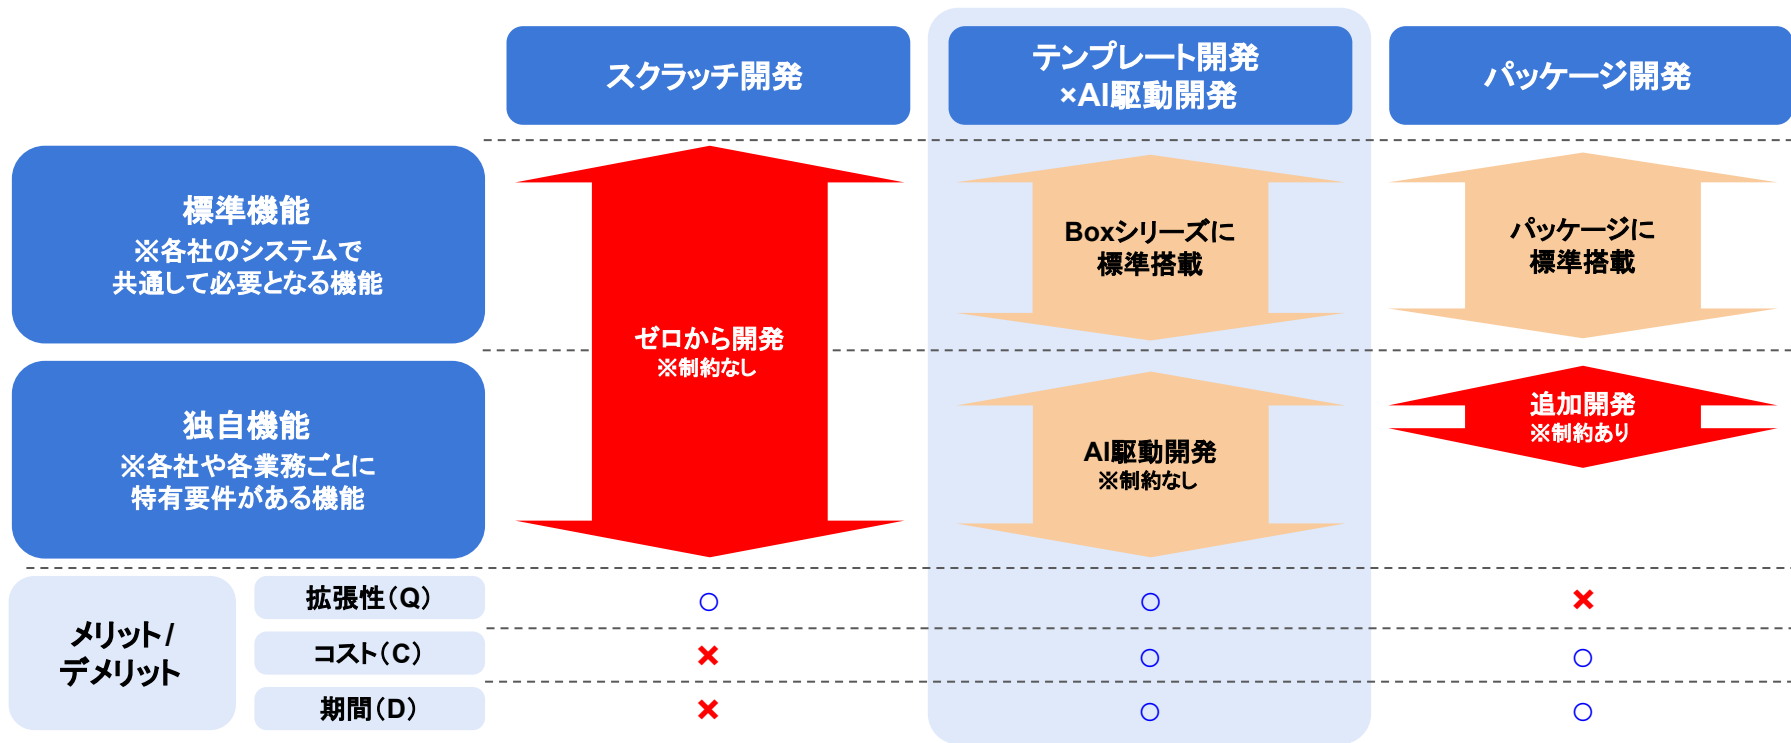 スクラッチ開発
テンプレート開発
×AI駆動開発
パッケージ開発
標準機能
※各社のシステムで
共通して必要となる機能
ゼロから開発
※制約なし
Boxシリーズに
標準搭載
パッケージに
標準搭載
独自機能
※各社や各業務ごとに
特有要件がある機能
AI駆動開発
※制約なし
追加開発
※制約あり
メリット/
デメリット
拡張性（Q）
○ ○ ×
コスト（C）
× ○ ○
期間（D）
× ○ ○